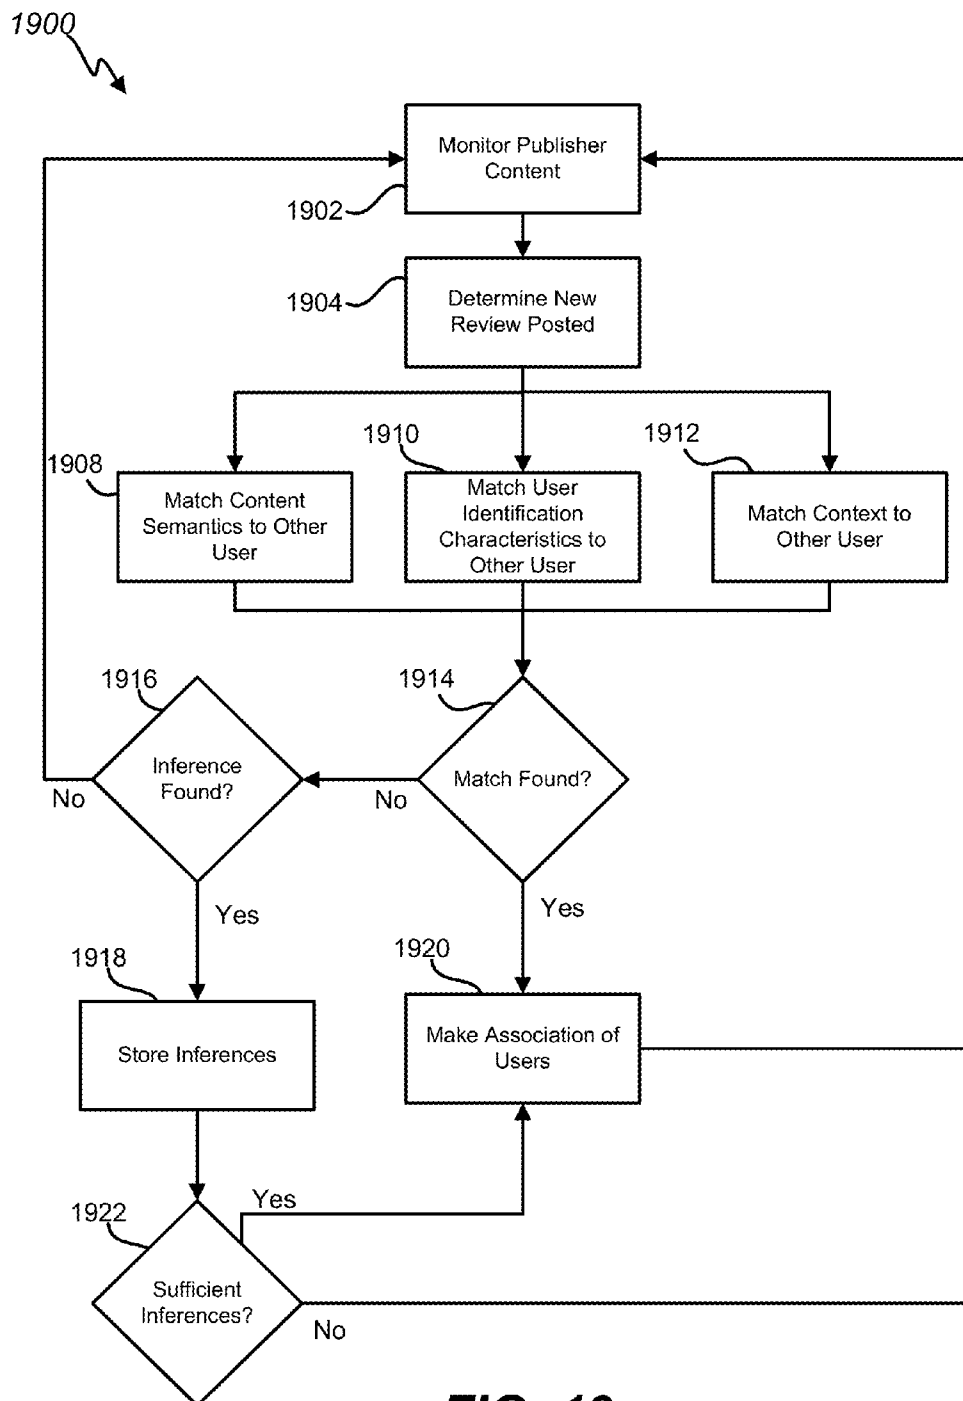 1900
Monitor Publisher
Content
1902
Determine New
Review Posted
1904
1908
1910
1912
Match Content
Semantics to Other
User
Match User
Identification
Characteristics to
Other User
Match Context to
Other User
1916
1914
Inference
Found?
Match Found?
No
No
Yes
Yes
1918
1920
Store Inferences
Make Association of
Users
1922
Yes
Sufficient
Inferences?
No